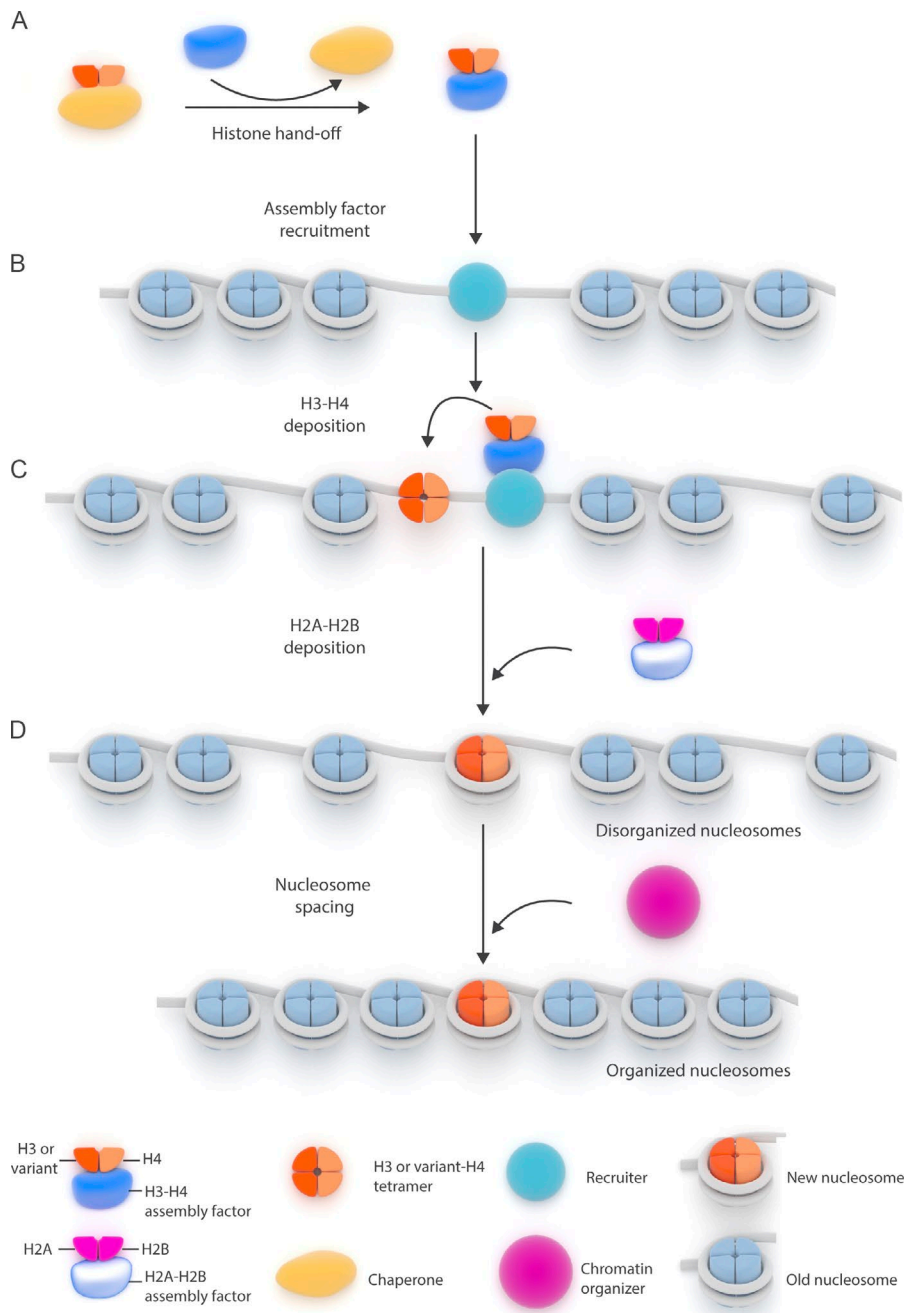 A
Histone hand-off
Assembly factor
recruitment
B
H3-H4
deposition
C
H2A-H2B
deposition
D
Disorganized nucleosomes
Nucleosome
spacing
Organized nucleosomes
H3 or
variant
H4
H3-H4
assembly factor
H3 or variant-H4
tetramer
Recruiter
New nucleosome
H2A
H2B
H2A-H2B
assembly factor
Chaperone
Chromatin
organizer
Old nucleosome